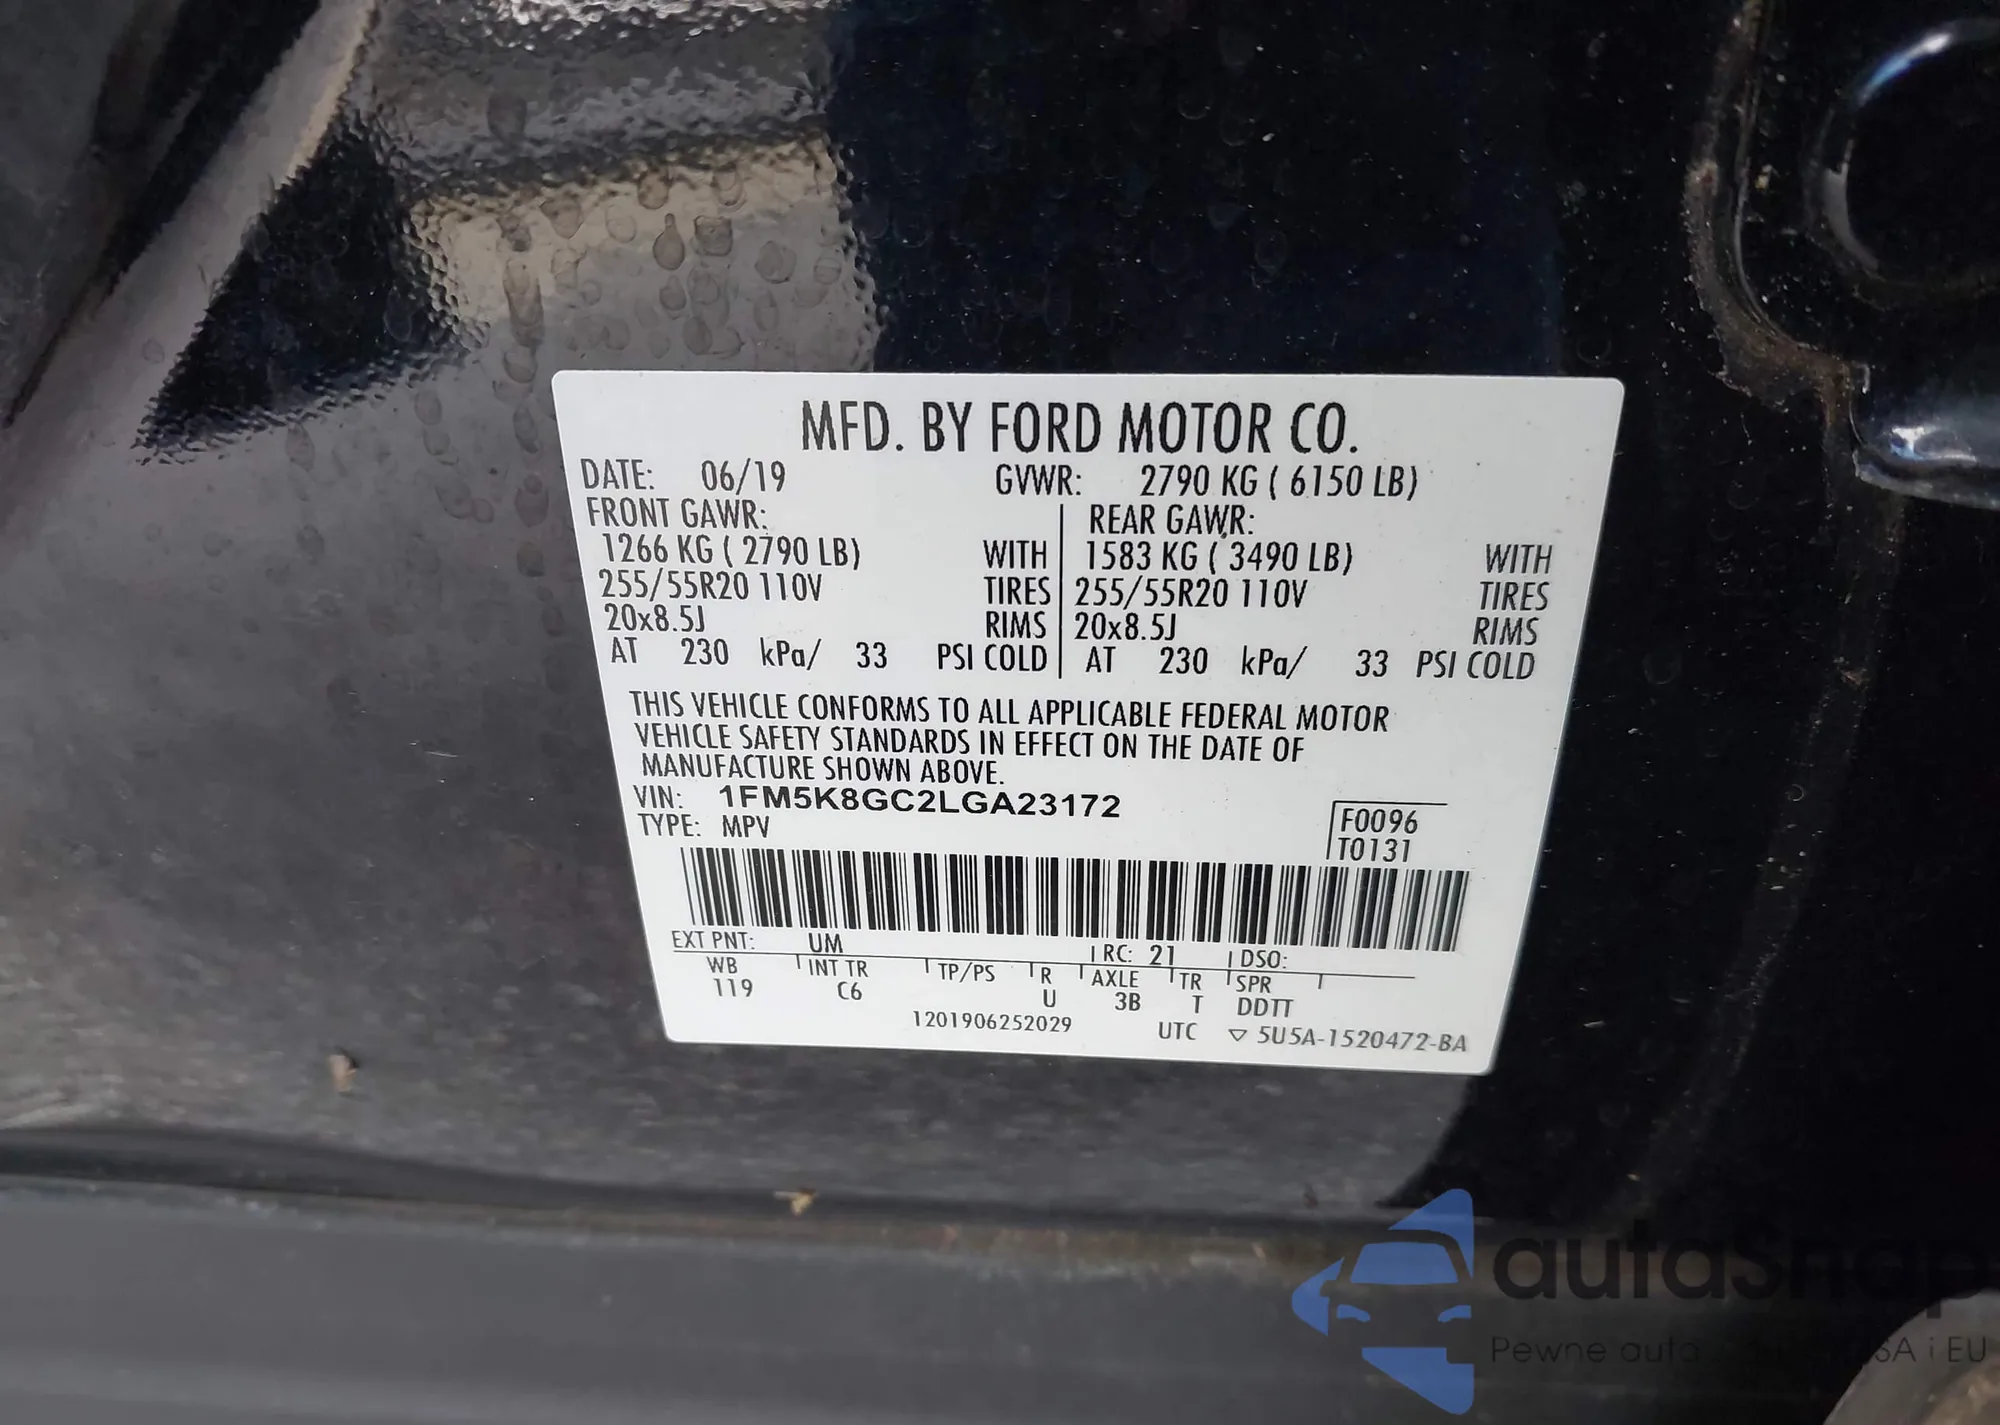 MFD. BY FORD MOTOR CO.
DATE: 06/19 GVWR: 2790 KG ( 6150 LB)
FRONT GAWR: REAR GAWR:
1266 KG ( 2790 LB) WITH 1583 KG ( 3490 LB) WITH
255/55R20 110V TIRES 255/55R20 110V TIRES
20x8.5J RIMS 20x8.5J RIMS
AT 230 kPa/ 33 PSI COLD AT 230 kPa/ 33 PSI COLD
THIS VEHICLE CONFORMS TO ALL APPLICABLE FEDERAL MOTOR
VEHICLE SAFETY STANDARDS IN EFFECT ON THE DATE OF
MANUFACTURE SHOWN ABOVE.
VIN: 1FM5K8GC2LGA23172
TYPE: MPV
F0096
T0131
EXT PNT: UM RC: 21 DSO:
WB INT TR TP/PS R AXLE TR SPR
119 C6 U 3B T DDTT
1201906252029 UTC ▽ 5U5A-1520472-BA
autaSnap
Pewne auta SA i EU